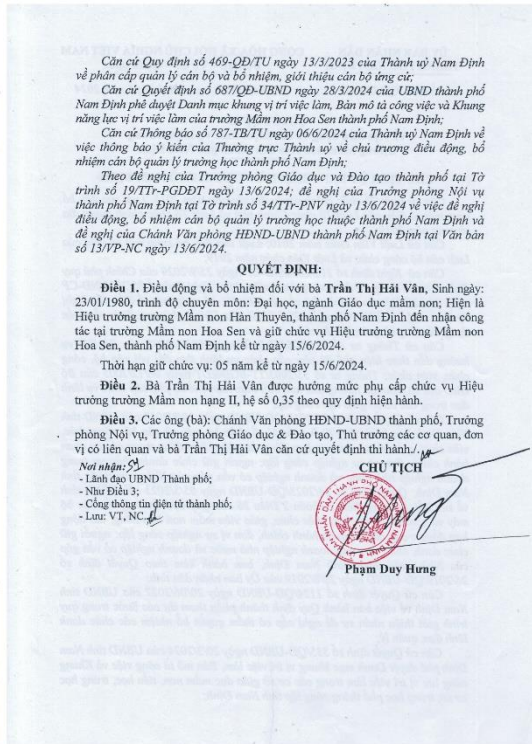 Căn cứ Quy định số 469-QĐ/TU ngày 13/3/2023 của Thành uỷ Nam Định
về phân cấp quản lý cán bộ và bổ nhiệm, giới thiệu cán bộ ứng cử;
Căn cứ Quyết định số 687/QĐ-UBND ngày 28/3/2024 của UBND thành phố
Nam Định phê duyệt Danh mục khung vị trí việc làm, Bản mô tả công việc và Khung
năng lực vị trí việc làm của trường Mầm non Hoa Sen thành phố Nam Định;
Căn cứ Thông báo số 787-TB/TU ngày 06/6/2024 của Thành uỷ Nam Định về
việc thông báo ý kiến của Thường trực Thành uỷ về chủ trương điều động, bổ
nhiệm cán bộ quản lý trường học thành phố Nam Định;
Theo đề nghị của Trưởng phòng Giáo dục và Đào tạo thành phố tại Tờ
trình số 19/TTr-PGDĐT ngày 13/6/2024; đề nghị của Trưởng phòng Nội vụ
thành phố Nam Định tại Tờ trình số 34/TTr-PNV ngày 13/6/2024 về việc đề nghị
điều động, bổ nhiệm cán bộ quản lý trường học thuộc thành phố Nam Định và
đề nghị của Chánh Văn phòng HĐND-UBND thành phố Nam Định tại Văn bản
số 13/VP-NC ngày 13/6/2024.
QUYẾT ĐỊNH:
Điều 1. Điều động và bổ nhiệm đối với bà Trần Thị Hải Vân, Sinh ngày:
23/01/1980, trình độ chuyên môn: Đại học, ngành Giáo dục mầm non; Hiện là
Hiệu trưởng trường Mầm non Hàn Thuyên, thành phố Nam Định đến nhận công
tác tại trường Mầm non Hoa Sen và giữ chức vụ Hiệu trưởng trường Mầm non
Hoa Sen, thành phố Nam Định kể từ ngày 15/6/2024.
Thời hạn giữ chức vụ: 05 năm kể từ ngày 15/6/2024.
Điều 2. Bà Trần Thị Hải Vân được hưởng mức phụ cấp chức vụ Hiệu
trưởng trường Mầm non hạng II, hệ số 0,35 theo quy định hiện hành.
Điều 3. Các ông (bà): Chánh Văn phòng HĐND-UBND thành phố, Trưởng
phòng Nội vụ, Trưởng phòng Giáo dục & Đào tạo, Thủ trưởng các cơ quan, đơn
vị có liên quan và bà Trần Thị Hải Vân căn cứ quyết định thi hành./.
Nơi nhận:
- Lãnh đạo UBND Thành phố;
- Như Điều 3;
- Cổng thông tin điện tử thành phố;
- Lưu: VT, NC.
CHỦ TỊCH
Phạm Duy Hưng